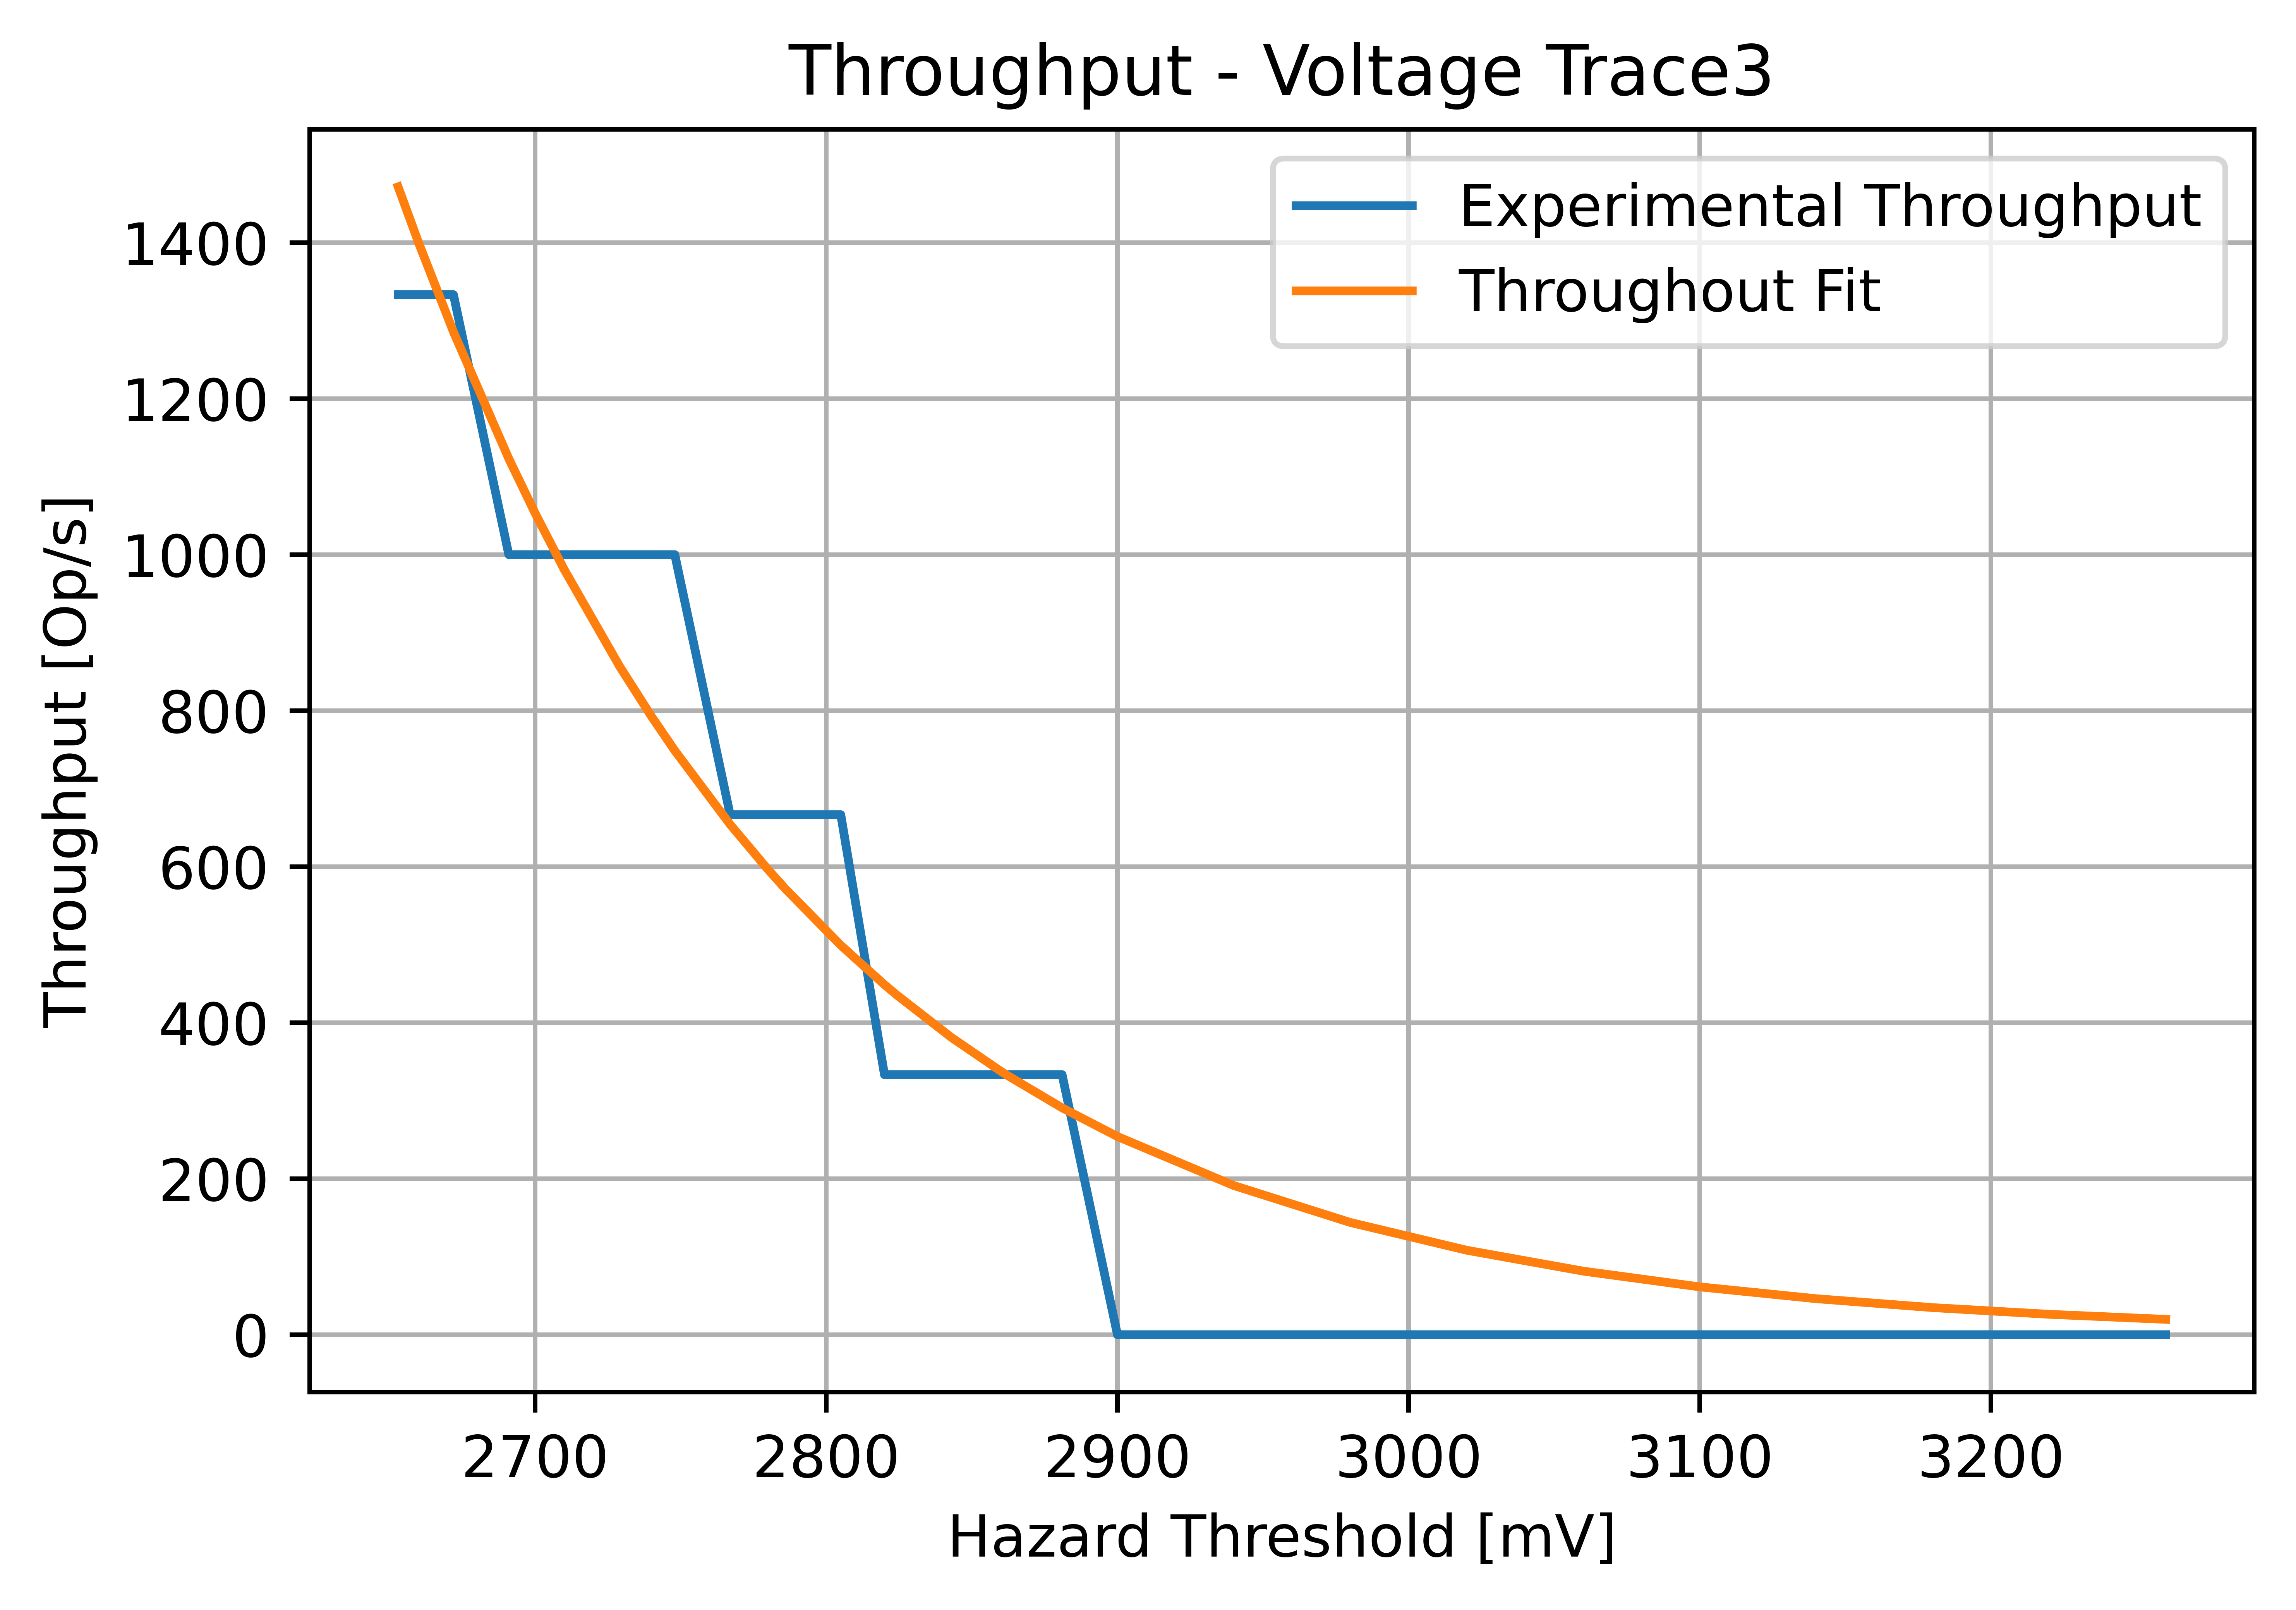 Throughput - Voltage Trace3
Experimental Throughput
Throughout Fit
1400
1200
1000
800
600
400
200
0
Throughput [Op/s]
2700 2800 2900 3000 3100 3200
Hazard Threshold [mV]